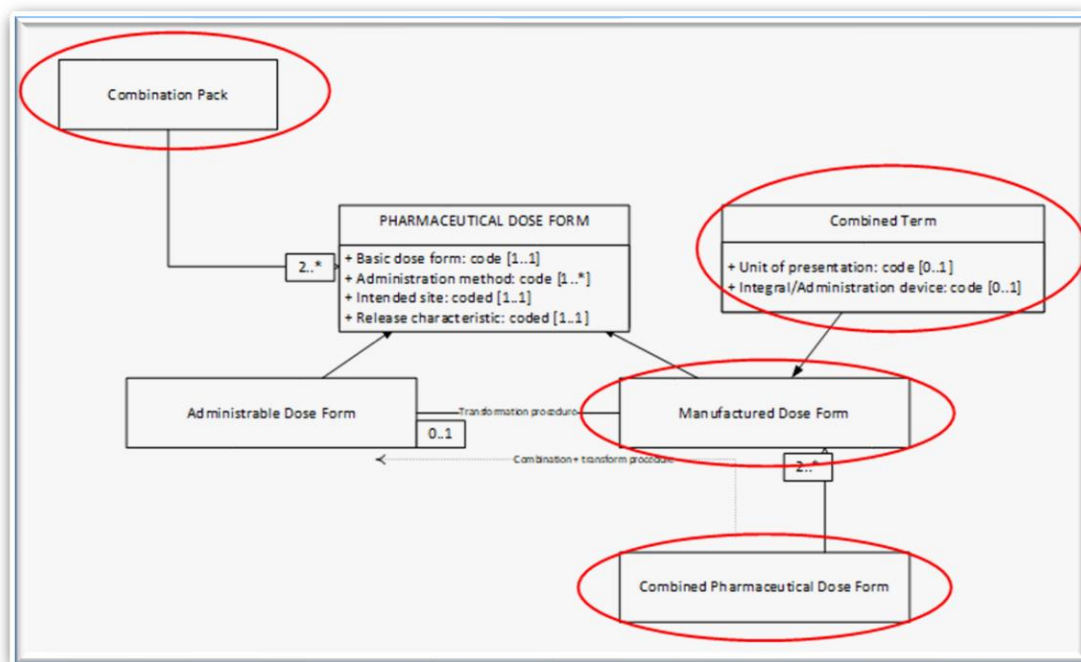 Combination Pack
PHARMACEUTICAL DOSE FORM
+ Basic dose form: code [1..1]
+ Administration method: code [1..*]
+ Intended site: coded [1..1]
+ Release characteristic: coded [1..1]
2..*
Combined Term
+ Unit of presentation: code [0..1]
+ Integral/Administration device: code [0..1]
Administrable Dose Form
Transformation procedure
Manufactured Dose Form
0..1
Combination+ transform procedure
2..*
Combined Pharmaceutical Dose Form